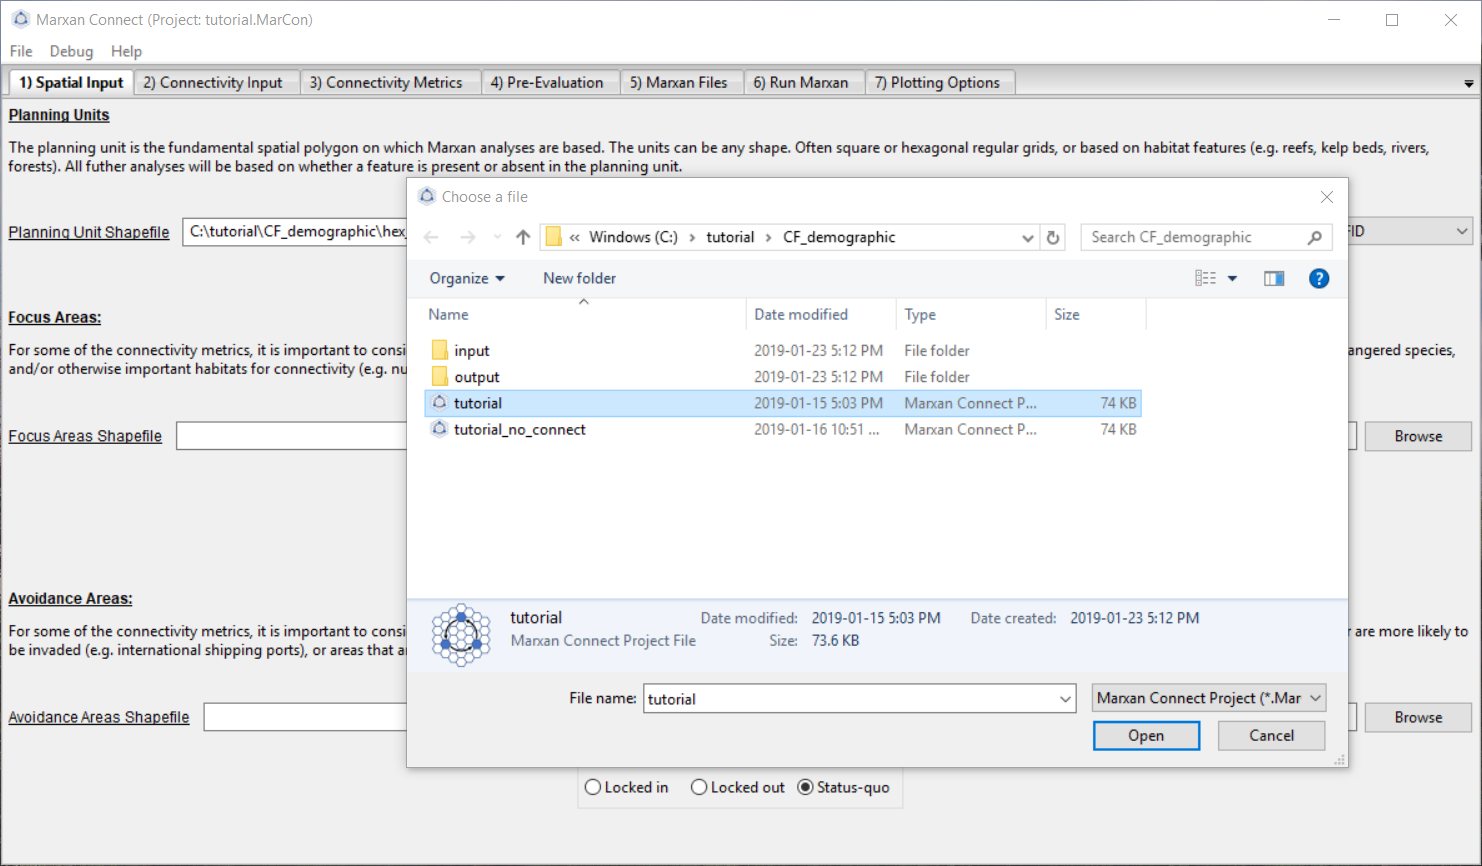 Marxan Connect (Project: tutorial.MarCon)
File Debug Help
1) Spatial Input 2) Connectivity Input 3) Connectivity Metrics 4) Pre-Evaluation 5) Marxan Files 6) Run Marxan 7) Plotting Options
Planning Units
The planning unit is the fundamental spatial polygon on which Marxan analyses are based. The units can be any shape. Often square or hexagonal regular grids, or based on habitat features (e.g. reefs, kelp beds, rivers,
forests). All futher analyses will be based on whether a feature is present or absent in the planning unit.
Planning Unit Shapefile C:\tutorial\CF_demographic\hex_ FID
Focus Areas:
For some of the connectivity metrics, it is important to consi angered species,
and/or otherwise important habitats for connectivity (e.g. nu
Focus Areas Shapefile Browse
Avoidance Areas:
For some of the connectivity metrics, it is important to consi r are more likely to
be invaded (e.g. international shipping ports), or areas that a
Avoidance Areas Shapefile Browse
Locked in Locked out Status-quo
Choose a file
« Windows (C:) › tutorial › CF_demographic Search CF_demographic
Organize New folder ?
Name Date modified Type Size
input 2019-01-23 5:12 PM File folder
output 2019-01-23 5:12 PM File folder
tutorial 2019-01-15 5:03 PM Marxan Connect P... 74 KB
tutorial_no_connect 2019-01-16 10:51 ... Marxan Connect P... 74 KB
tutorial Date modified: 2019-01-15 5:03 PM Date created: 2019-01-23 5:12 PM
Marxan Connect Project File Size: 73.6 KB
File name: tutorial Marxan Connect Project (*.Mar
Open Cancel